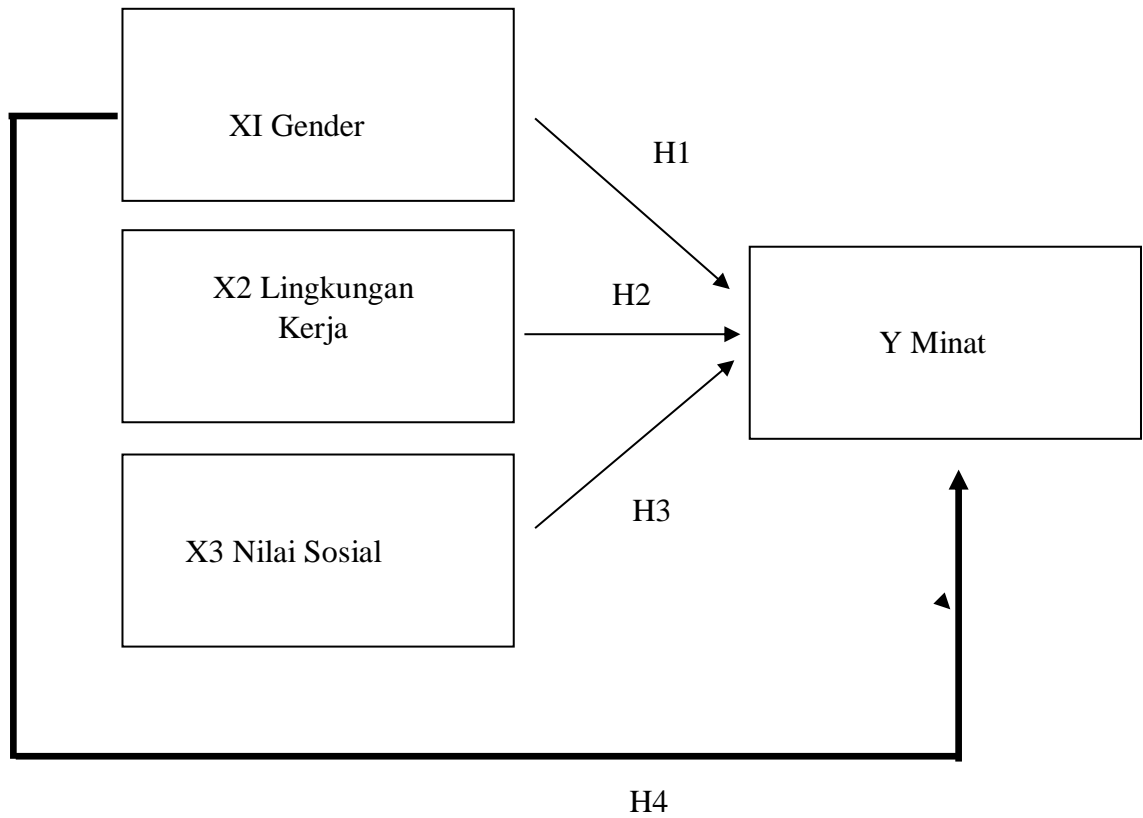 XI Gender
H1
X2 Lingkungan
Kerja
H2
Y Minat
X3 Nilai Sosial
H3
H4